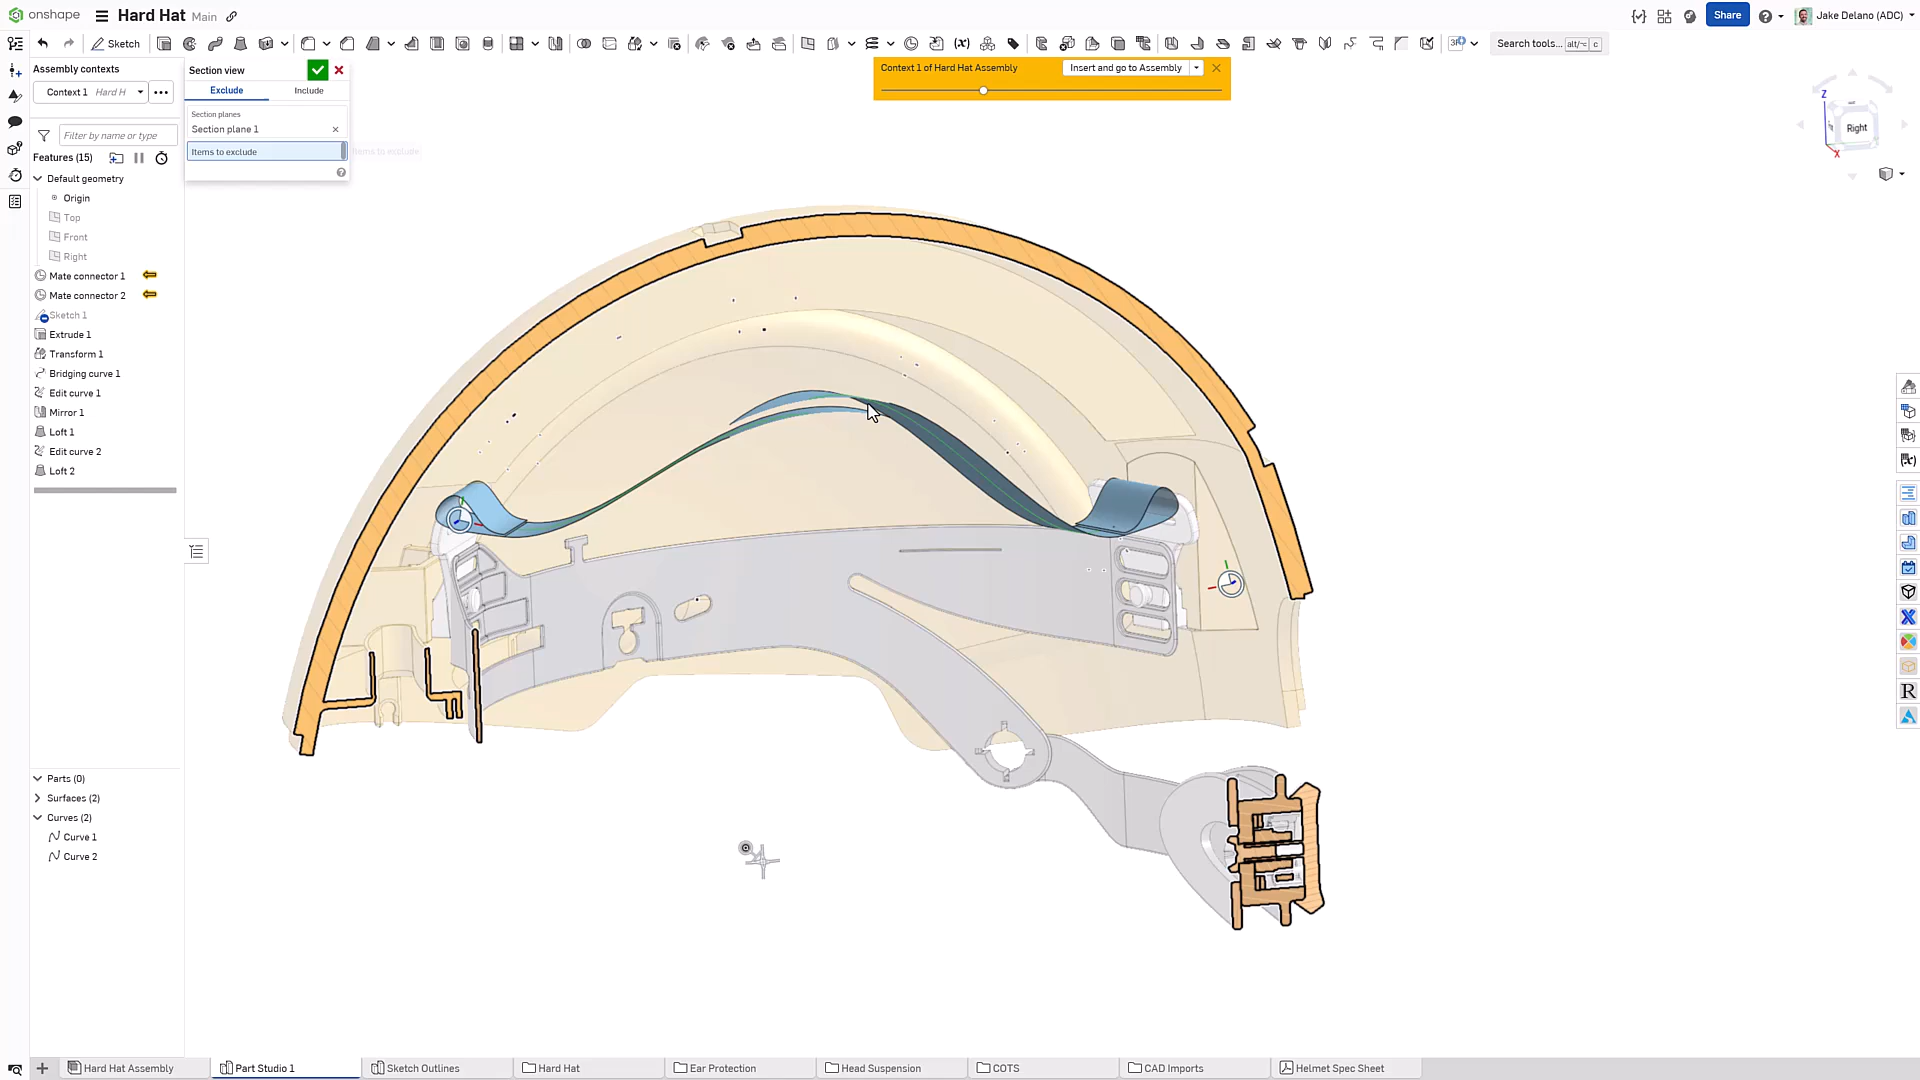 onshape
Hard Hat Main
Share
Jake Delano (ADC)
Sketch
Search tools... alt/⌥ c
Assembly contexts
Context 1 Hard H
Filter by name or type
Features (15)
Default geometry
Origin
Top
Front
Right
Mate connector 1
Mate connector 2
Sketch 1
Extrude 1
Transform 1
Bridging curve 1
Edit curve 1
Mirror 1
Loft 1
Edit curve 2
Loft 2
Parts (0)
Surfaces (2)
Curves (2)
Curve 1
Curve 2
Section view
Exclude
Include
Section planes
Section plane 1
Items to exclude
Items to exclude
Context 1 of Hard Hat Assembly
Insert and go to Assembly
Z
Right
X
Hard Hat Assembly
Part Studio 1
Sketch Outlines
Hard Hat
Ear Protection
Head Suspension
COTS
CAD Imports
Helmet Spec Sheet